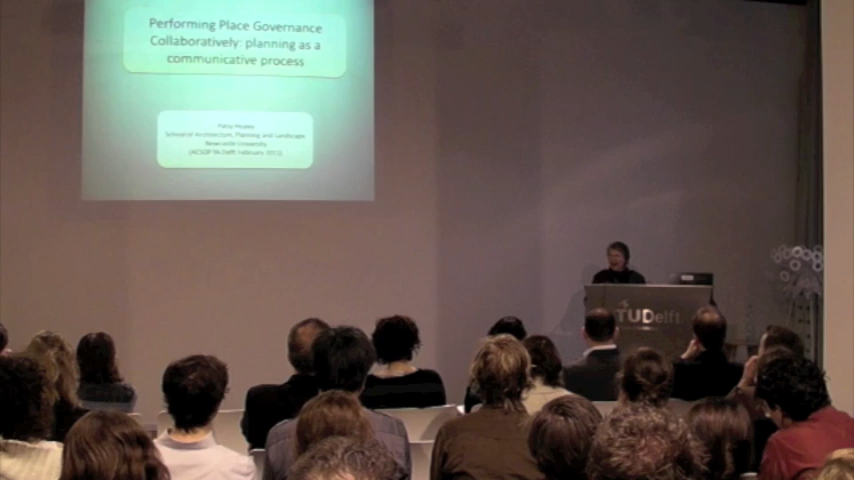 Performing Place Governance
Collaboratively: planning as a
communicative process
Patsy Healey
School of Architecture, Planning and Landscape
Newcastle University
TUDelft